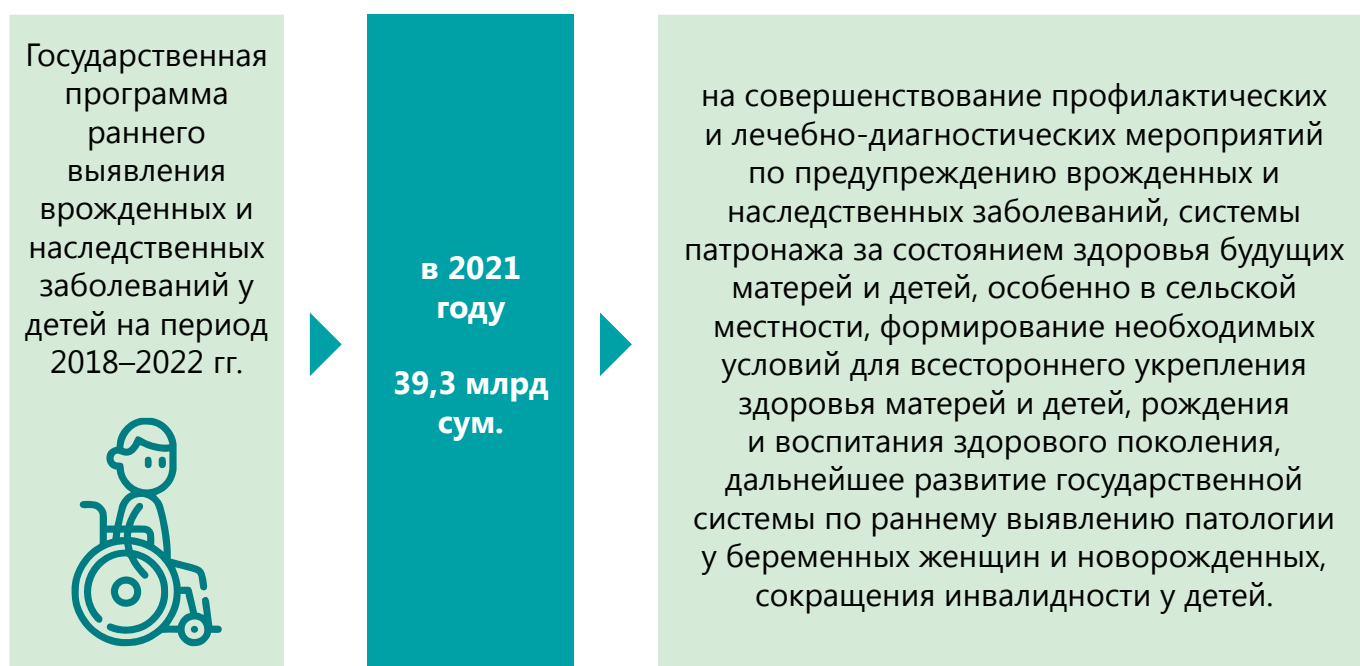 Государственная
программа
раннего
выявления
врожденных и
наследственных
заболеваний у
детей на период
2018–2022 гг.
в 2021
году
39,3 млрд
сум.
на совершенствование профилактических
и лечебно-диагностических мероприятий
по предупреждению врожденных и
наследственных заболеваний, системы
патронажа за состоянием здоровья будущих
матерей и детей, особенно в сельской
местности, формирование необходимых
условий для всестороннего укрепления
здоровья матерей и детей, рождения
и воспитания здорового поколения,
дальнейшее развитие государственной
системы по раннему выявлению патологии
у беременных женщин и новорожденных,
сокращения инвалидности у детей.